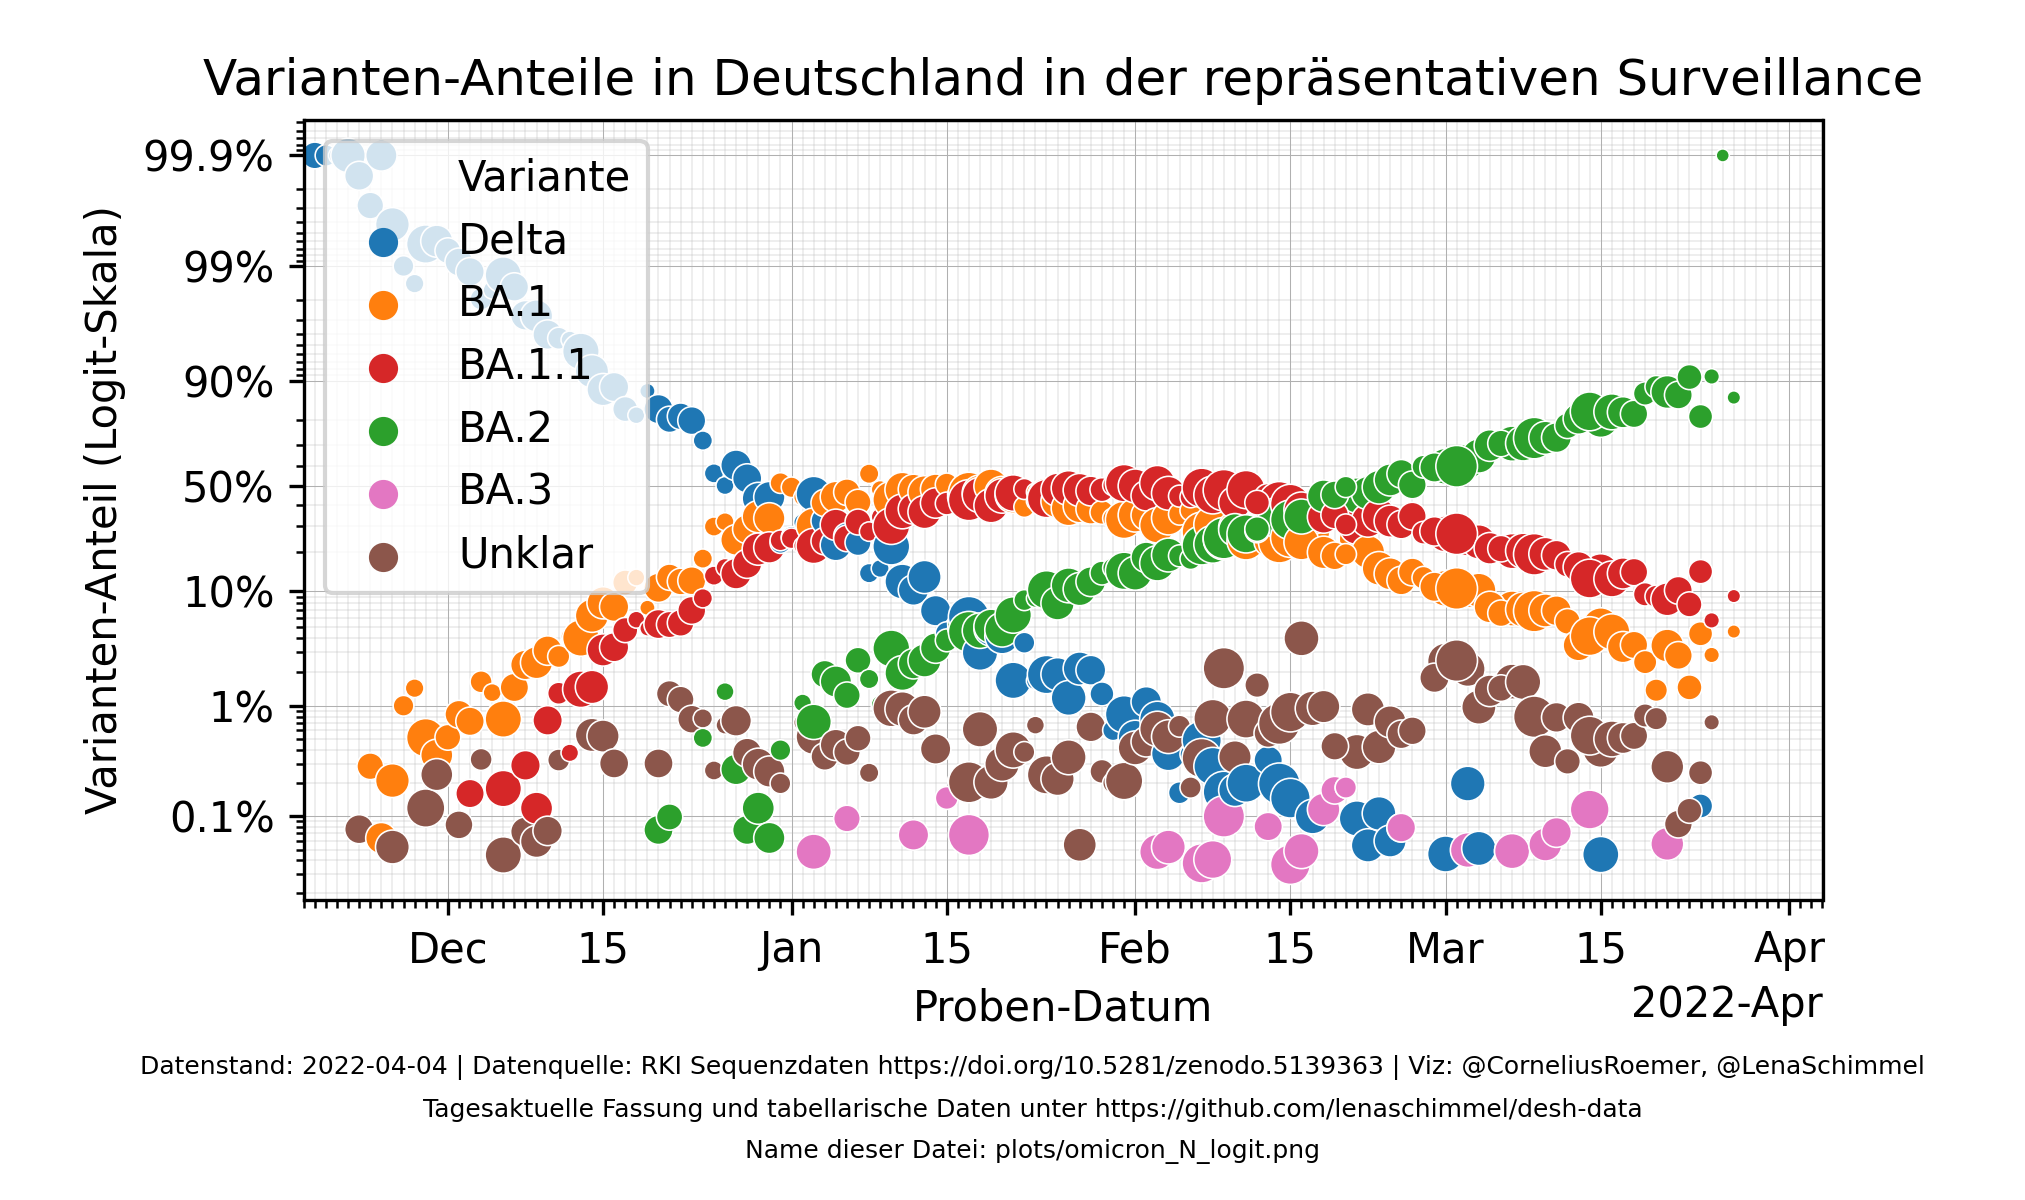 Varianten-Anteile in Deutschland in der repräsentativen Surveillance
Varianten-Anteil (Logit-Skala)
99.9%
99%
90%
50%
10%
1%
0.1%
Variante
Delta
BA.1
BA.1.1
BA.2
BA.3
Unklar
Dec 15 Jan 15 Feb 15 Mar 15 Apr
Proben-Datum
2022-Apr
Datenstand: 2022-04-04 | Datenquelle: RKI Sequenzdaten https://doi.org/10.5281/zenodo.5139363 | Viz: @CorneliusRoemer, @LenaSchimmel
Tagesaktuelle Fassung und tabellarische Daten unter https://github.com/lenaschimmel/desh-data
Name dieser Datei: plots/omicron_N_logit.png